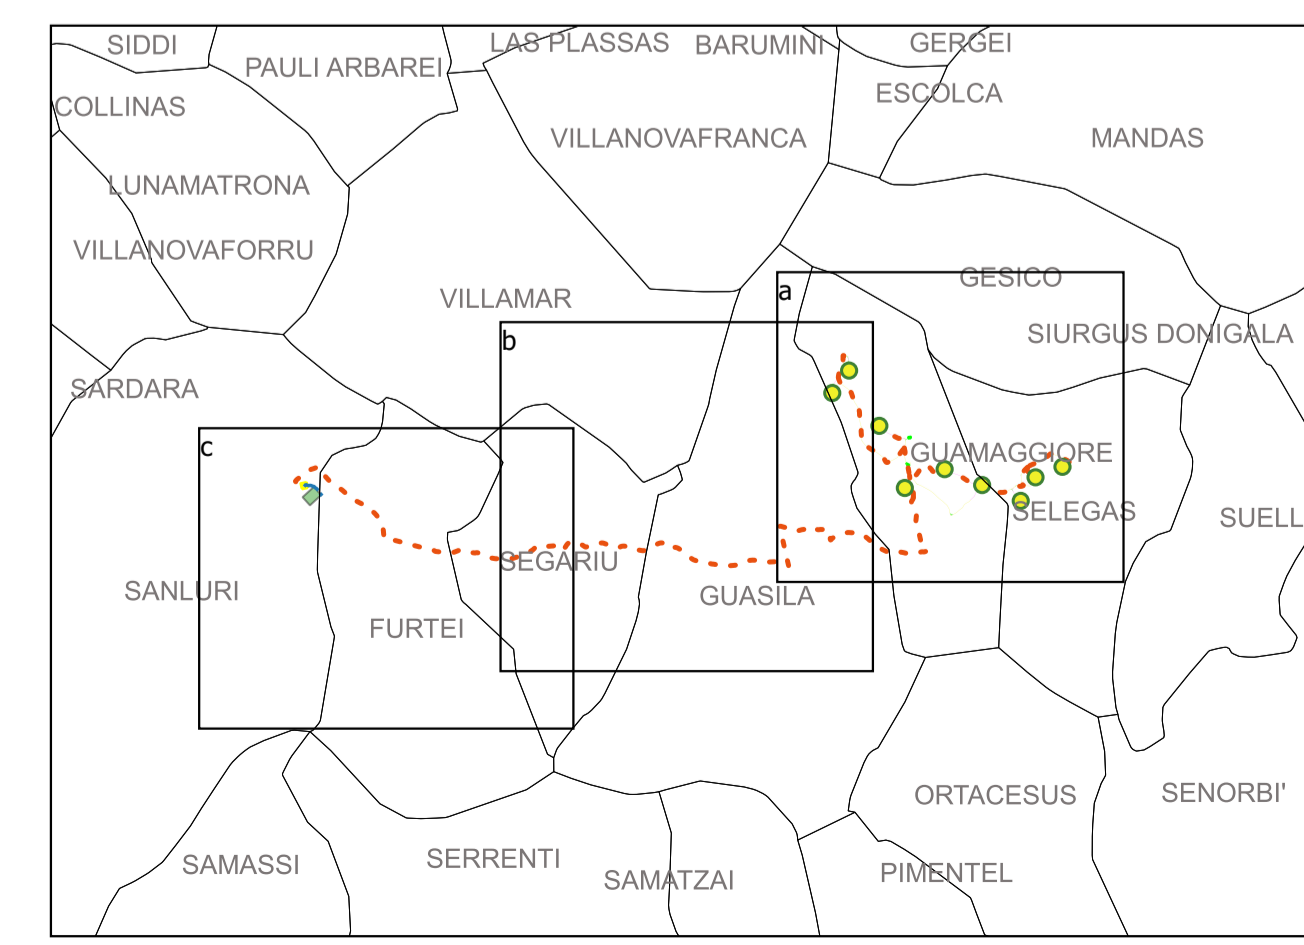 SIDDI
LAS PLASSAS
BARUMINI
GERGEI
PAULI ARBAREI
ESCOLCA
COLLINAS
VILLANOVAFRANCA
MANDAS
LUNAMATRONA
VILLANOVAFORRU
GESICO
a
VILLAMAR
SIURGUS DONIGALA
b
SARDARA
c
GUAMAGGIORE
SELEGAS
SUELL
SEGARIU
SANLURI
GUASILA
FURTEI
ORTACESUS
SENORBI'
SAMASSI
SERRENTI
SAMATZAI
PIMENTEL